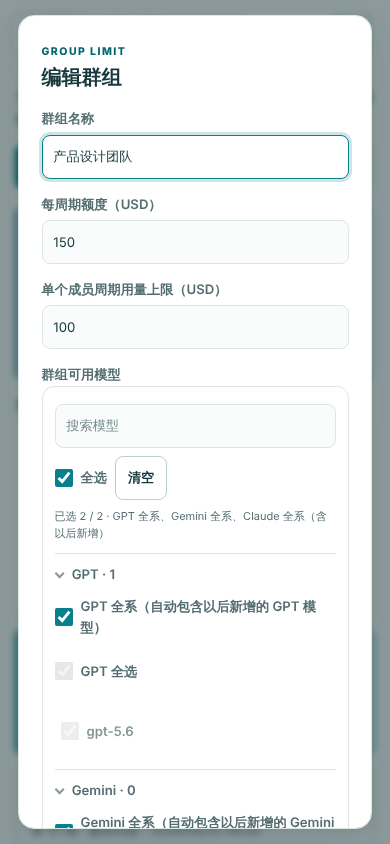 GROUP LIMIT
编辑群组
群组名称
产品设计团队
每周期额度（USD）
150
单个成员周期用量上限（USD）
100
群组可用模型
搜索模型
全选
清空
已选 2 / 2 · GPT 全系、Gemini 全系、Claude 全系（含
以后新增）
GPT · 1
GPT 全系（自动包含以后新增的 GPT 模
型）
GPT 全选
gpt-5.6
Gemini · 0
Gemini 全系（自动包含以后新增的 Gemini